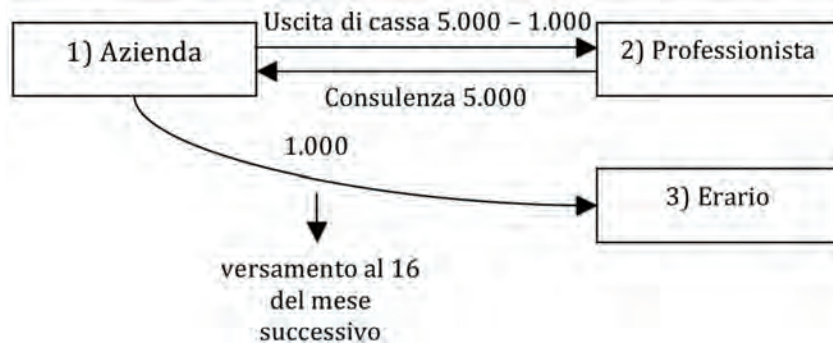 Uscita di cassa 5.000 – 1.000
1) Azienda
2) Professionista
Consulenza 5.000
1.000
3) Erario
versamento al 16
del mese
successivo